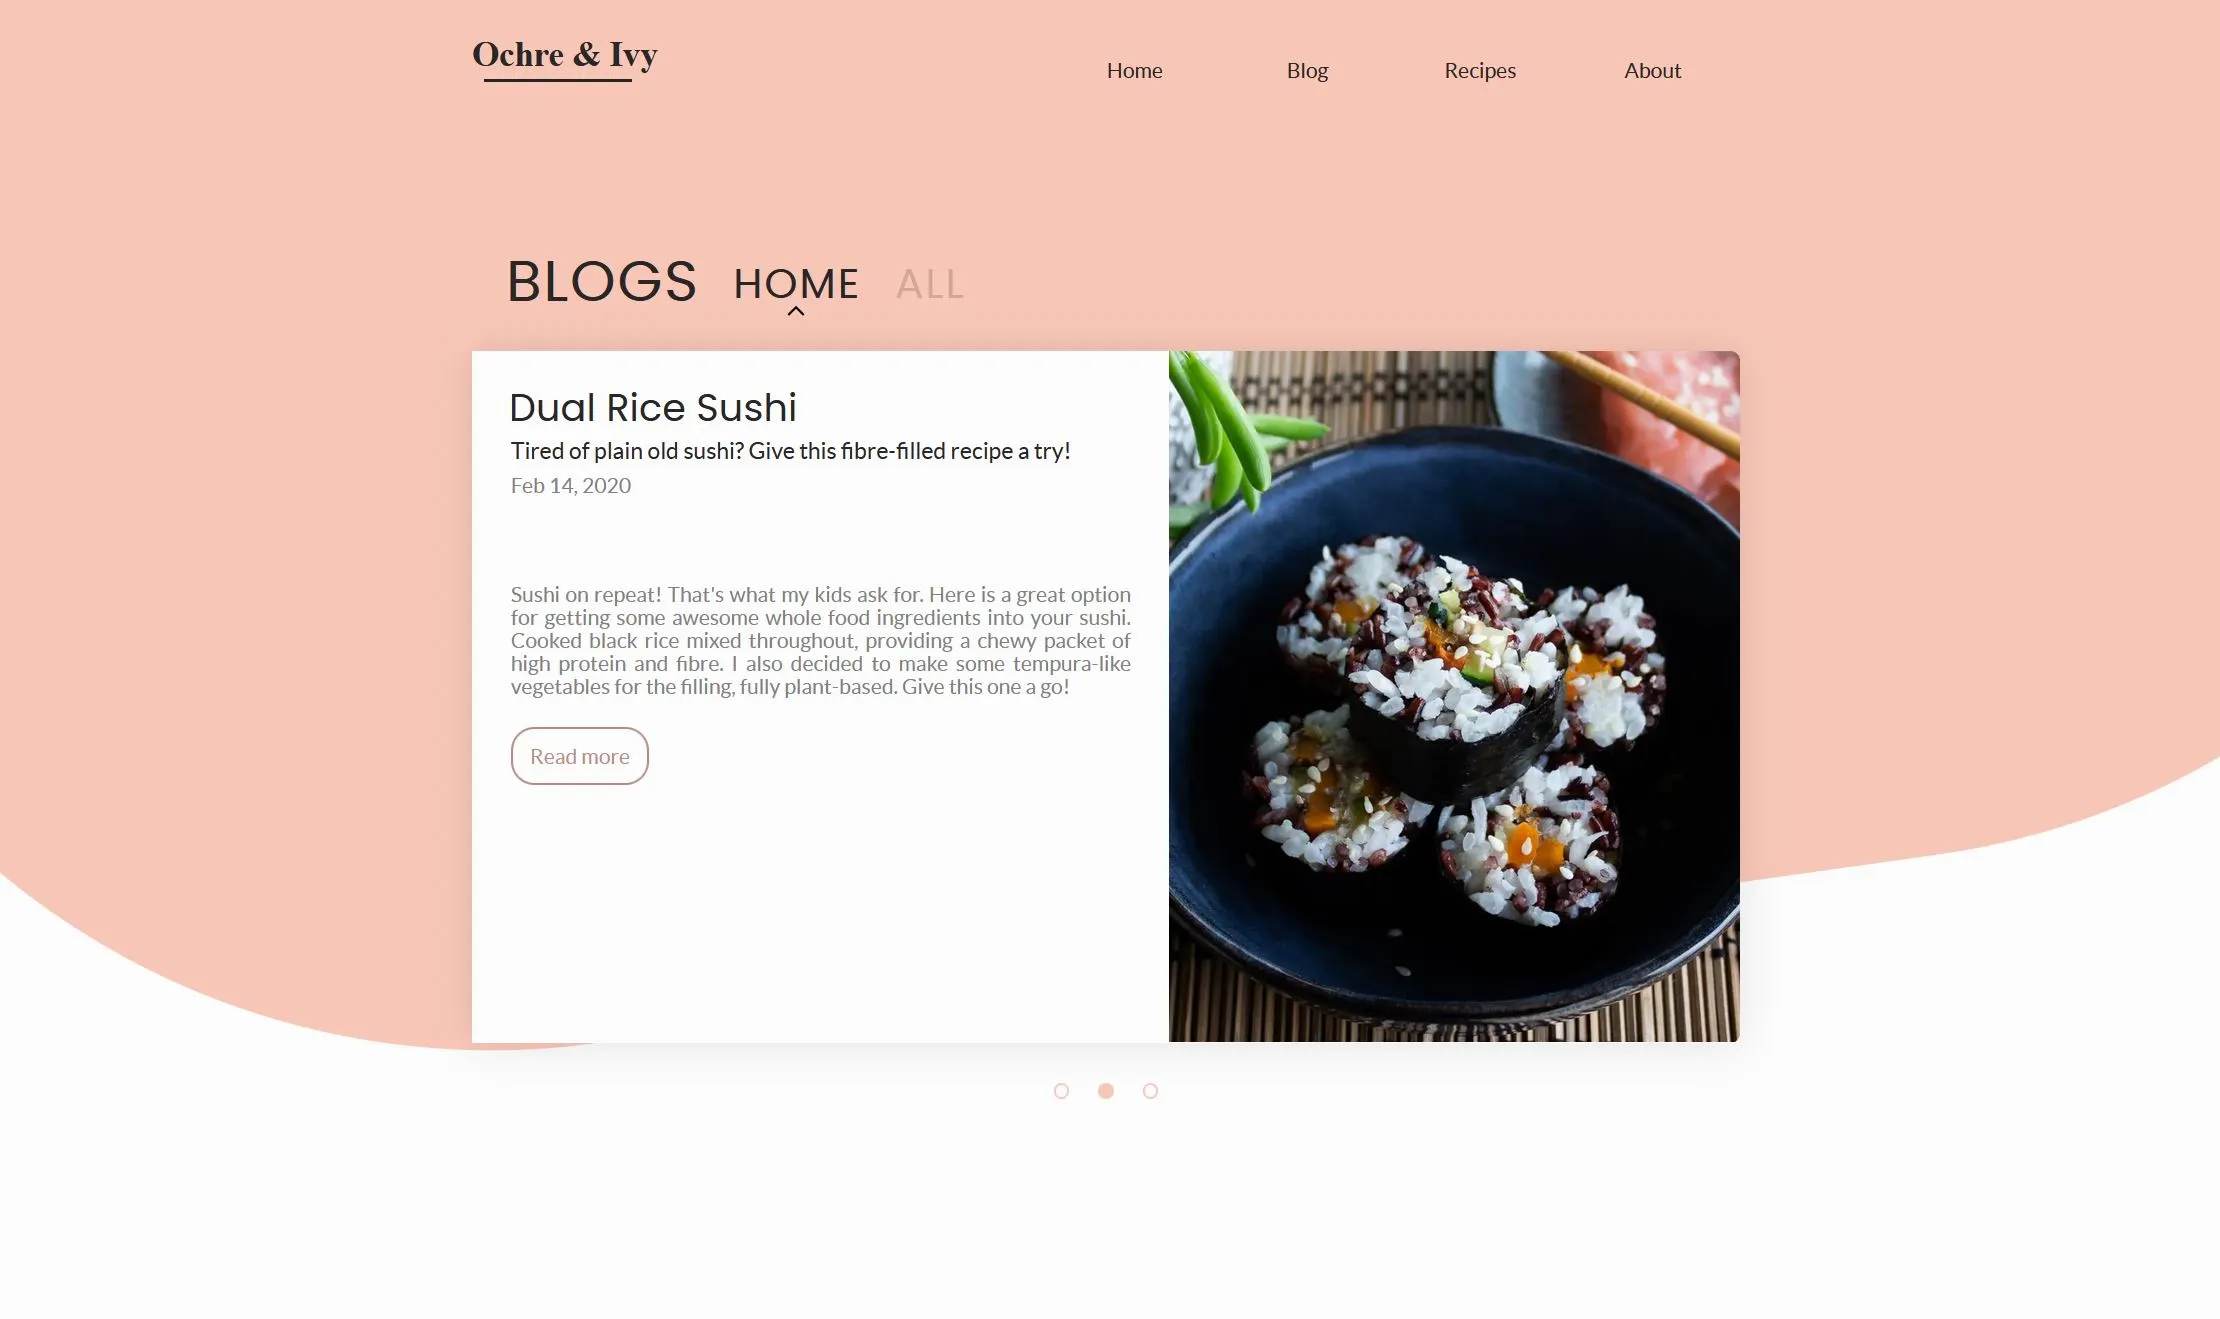 Ochre & Ivy
Home Blog Recipes About
BLOGS HOME ALL
Dual Rice Sushi
Tired of plain old sushi? Give this fibre-filled recipe a try!
Feb 14, 2020
Sushi on repeat! That's what my kids ask for. Here is a great option
for getting some awesome whole food ingredients into your sushi.
Cooked black rice mixed throughout, providing a chewy packet of
high protein and fibre. I also decided to make some tempura-like
vegetables for the filling, fully plant-based. Give this one a go!
Read more